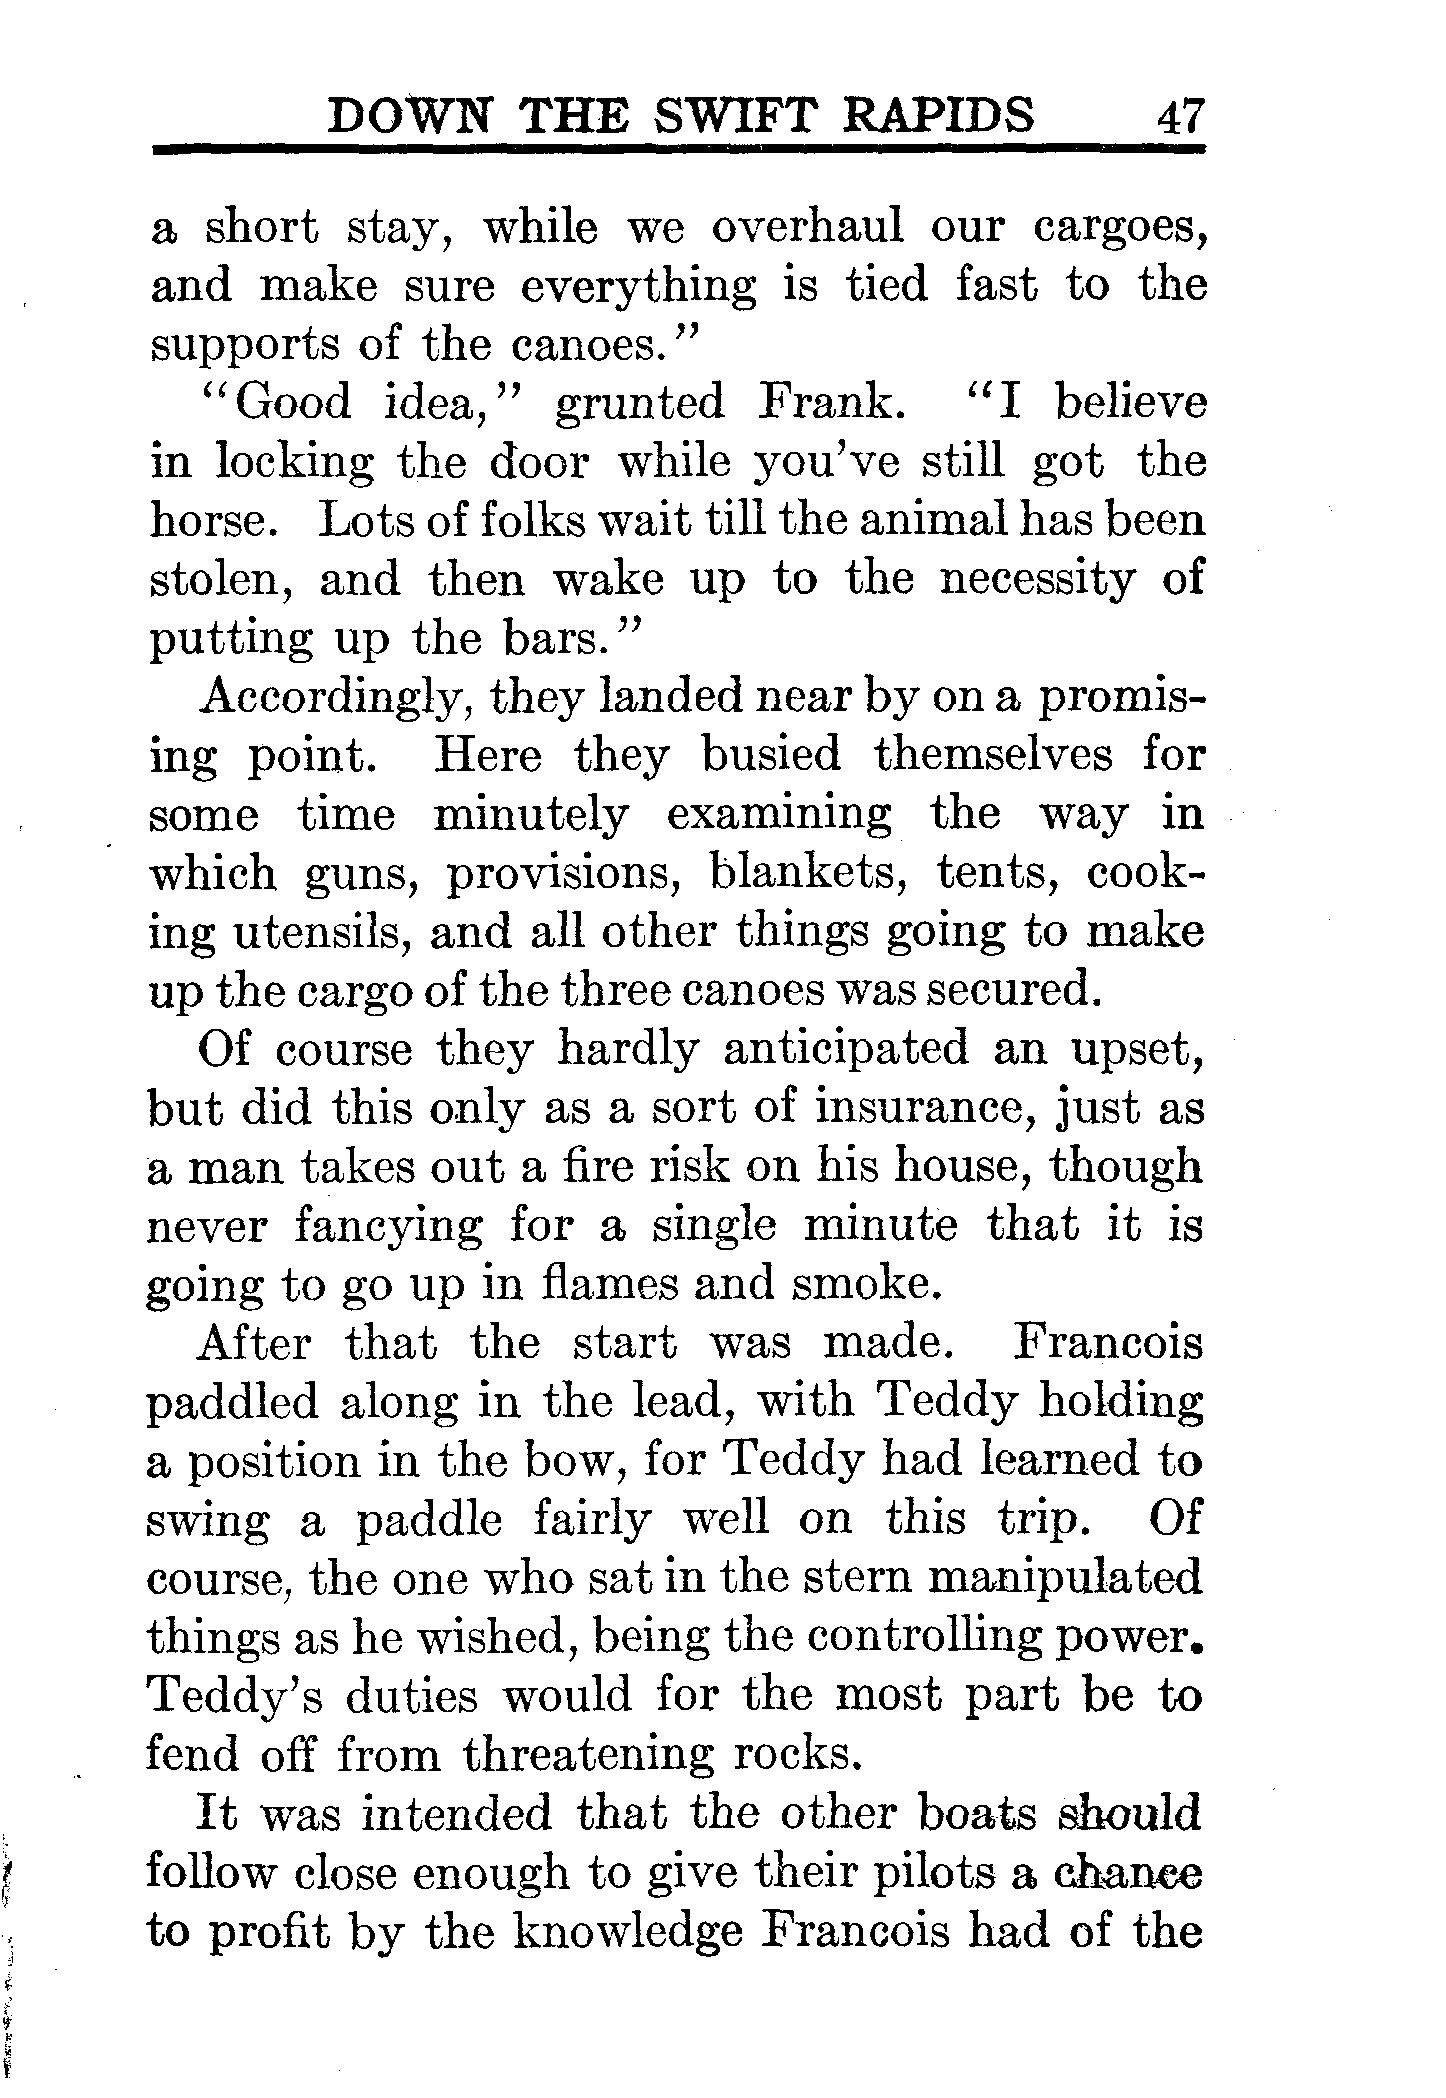 DOWN THE SWIFT RAPIDS 47
a short stay, while we overhaul our cargoes,
and make sure everything is tied fast to the
supports of the canoes."
"Good idea," grunted Frank. "I believe
in locking the door while you've still got the
horse. Lots of folks wait till the animal has been
stolen, and then wake up to the necessity of
putting up the bars."
Accordingly, they landed near by on a promis-
ing point. Here they busied themselves for
some time minutely examining the way in
which guns, provisions, blankets, tents, cook-
ing utensils, and all other things going to make
up the cargo of the three canoes was secured.
Of course they hardly anticipated an upset,
but did this only as a sort of insurance, just as
a man takes out a fire risk on his house, though
never fancying for a single minute that it is
going to go up in flames and smoke.
After that the start was made. Francois
paddled along in the lead, with Teddy holding
a position in the bow, for Teddy had learned to
swing a paddle fairly well on this trip. Of
course, the one who sat in the stern manipulated
things as he wished, being the controlling power.
Teddy's duties would for the most part be to
fend off from threatening rocks.
It was intended that the other boats should
follow close enough to give their pilots a chance
to profit by the knowledge Francois had of the